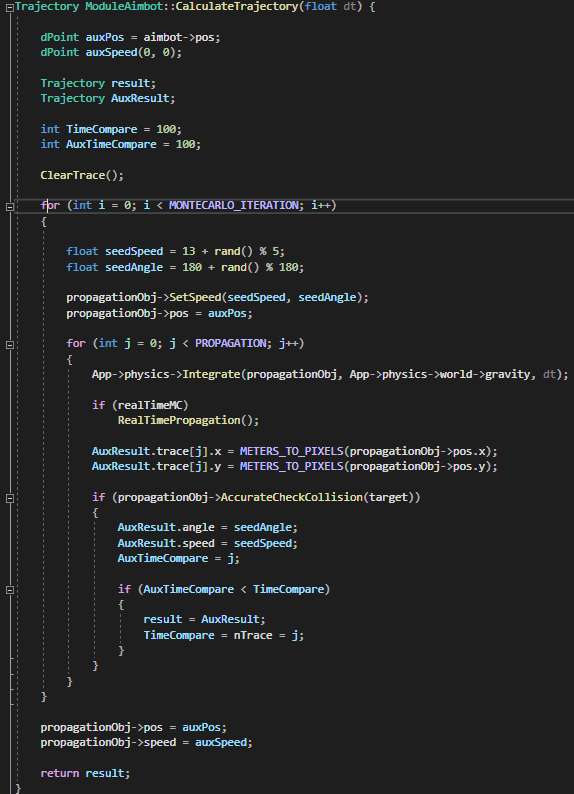 Trajectory ModuleAimbot::CalculateTrajectory(float dt) {
dPoint auxPos = aimbot->pos;
dPoint auxSpeed(0, 0);
Trajectory result;
Trajectory AuxResult;
int TimeCompare = 100;
int AuxTimeCompare = 100;
ClearTrace();
for (int i = 0; i < MONTECARLO_ITERATION; i++)
{
float seedSpeed = 13 + rand() % 5;
float seedAngle = 180 + rand() % 180;
propagationObj->SetSpeed(seedSpeed, seedAngle);
propagationObj->pos = auxPos;
for (int j = 0; j < PROPAGATION; j++)
{
App->physics->Integrate(propagationObj, App->physics->world->gravity, dt);
if (realTimeMC)
RealTimePropagation();
AuxResult.trace[j].x = METERS_TO_PIXELS(propagationObj->pos.x);
AuxResult.trace[j].y = METERS_TO_PIXELS(propagationObj->pos.y);
if (propagationObj->AccurateCheckCollision(target))
{
AuxResult.angle = seedAngle;
AuxResult.speed = seedSpeed;
AuxTimeCompare = j;
if (AuxTimeCompare < TimeCompare)
{
result = AuxResult;
TimeCompare = nTrace = j;
}
}
}
}
propagationObj->pos = auxPos;
propagationObj->speed = auxSpeed;
return result;
}